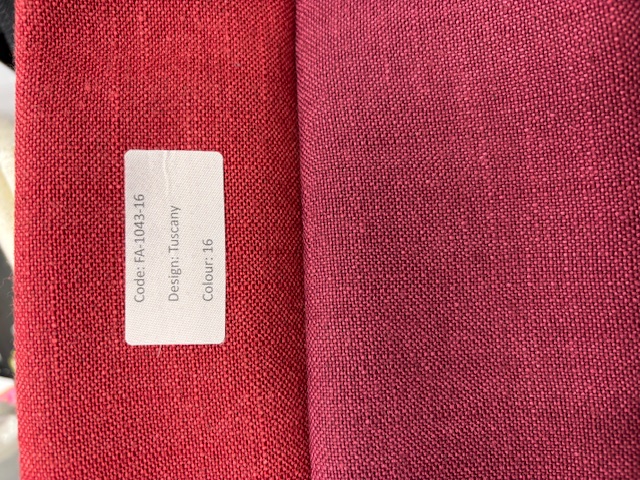 Code: FA-1043-16
Design: Tuscany
Colour: 16